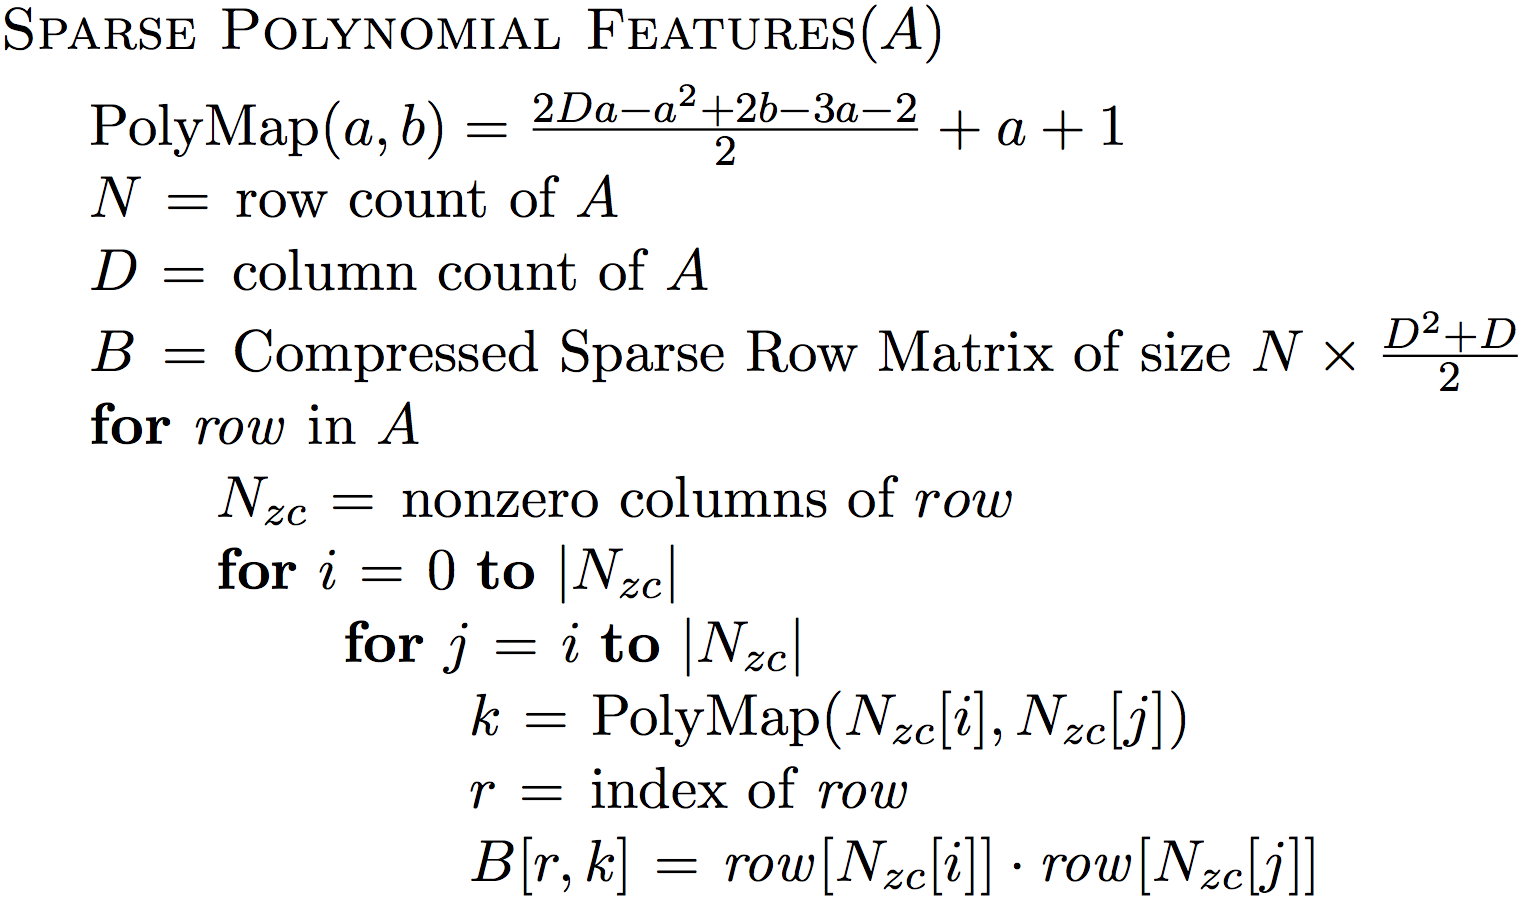 SPARSE POLYNOMIAL FEATURES(A)
PolyMap(a, b) = \frac{2Da−a^2+2b−3a−2}{2} + a + 1
N = row count of A
D = column count of A
B = Compressed Sparse Row Matrix of size N × \frac{D^2+D}{2}
for row in A
N_{zc} = nonzero columns of row
for i = 0 to |N_{zc}|
for j = i to |N_{zc}|
k = PolyMap(N_{zc}[i], N_{zc}[j])
r = index of row
B[r, k] = row[N_{zc}[i]] · row[N_{zc}[j]]